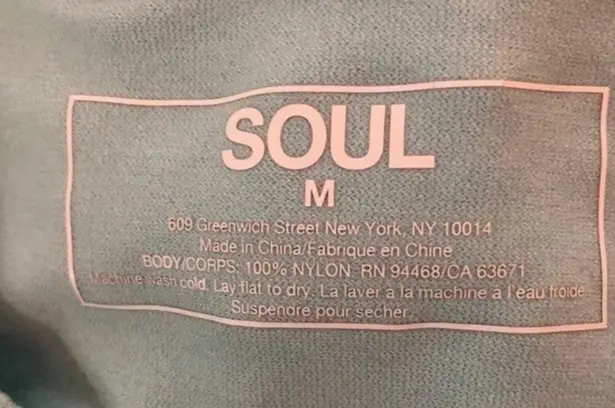 SOUL
M
609 Greenwich Street New York, NY 10014
Made in China/Fabrique en Chine
BODY/CORPS: 100% NYLON. RN 94468/CA 63671
Machine wash cold. Lay flat to dry. La laver a la machine a l'eau froide.
Suspendre pour secher.